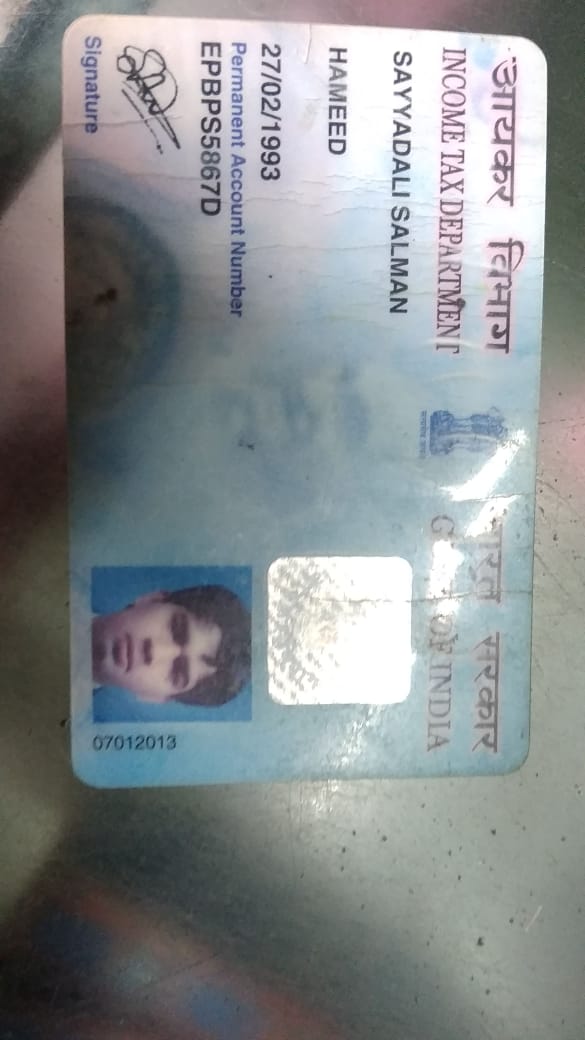 आयकर विभाग
INCOME TAX DEPARTMENT
भारत सरकार
GOVT. OF INDIA
SAYYADALI SALMAN
HAMEED
27/02/1993
Permanent Account Number
EPBPS5867D
Signature
07012013